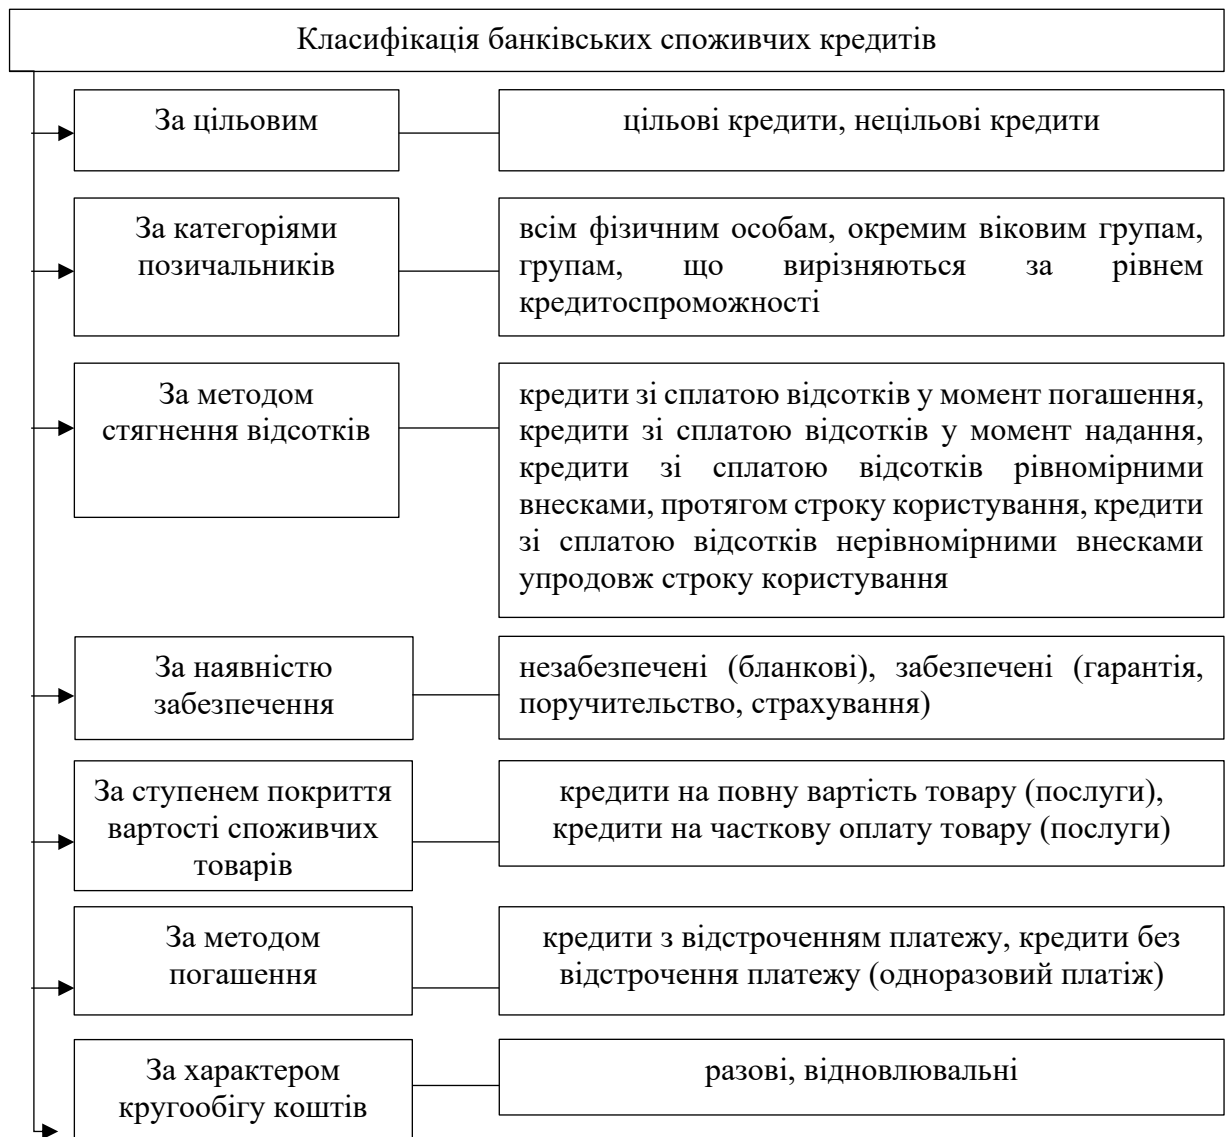 Класифікація банківських споживчих кредитів
За цільовим
цільові кредити, нецільові кредити
За категоріями
позичальників
всім фізичним особам, окремим віковим групам,
групам, що вирізняються за рівнем
кредитоспроможності
За методом
стягнення відсотків
кредити зі сплатою відсотків у момент погашення,
кредити зі сплатою відсотків у момент надання,
кредити зі сплатою відсотків рівномірними
внесками, протягом строку користування, кредити
зі сплатою відсотків нерівномірними внесками
упродовж строку користування
За наявністю
забезпечення
незабезпечені (бланкові), забезпечені (гарантія,
поручительство, страхування)
За ступенем покриття
вартості споживчих
товарів
кредити на повну вартість товару (послуги),
кредити на часткову оплату товару (послуги)
За методом
погашення
кредити з відстроченням платежу, кредити без
відстрочення платежу (одноразовий платіж)
За характером
кругообігу коштів
разові, відновлювальні